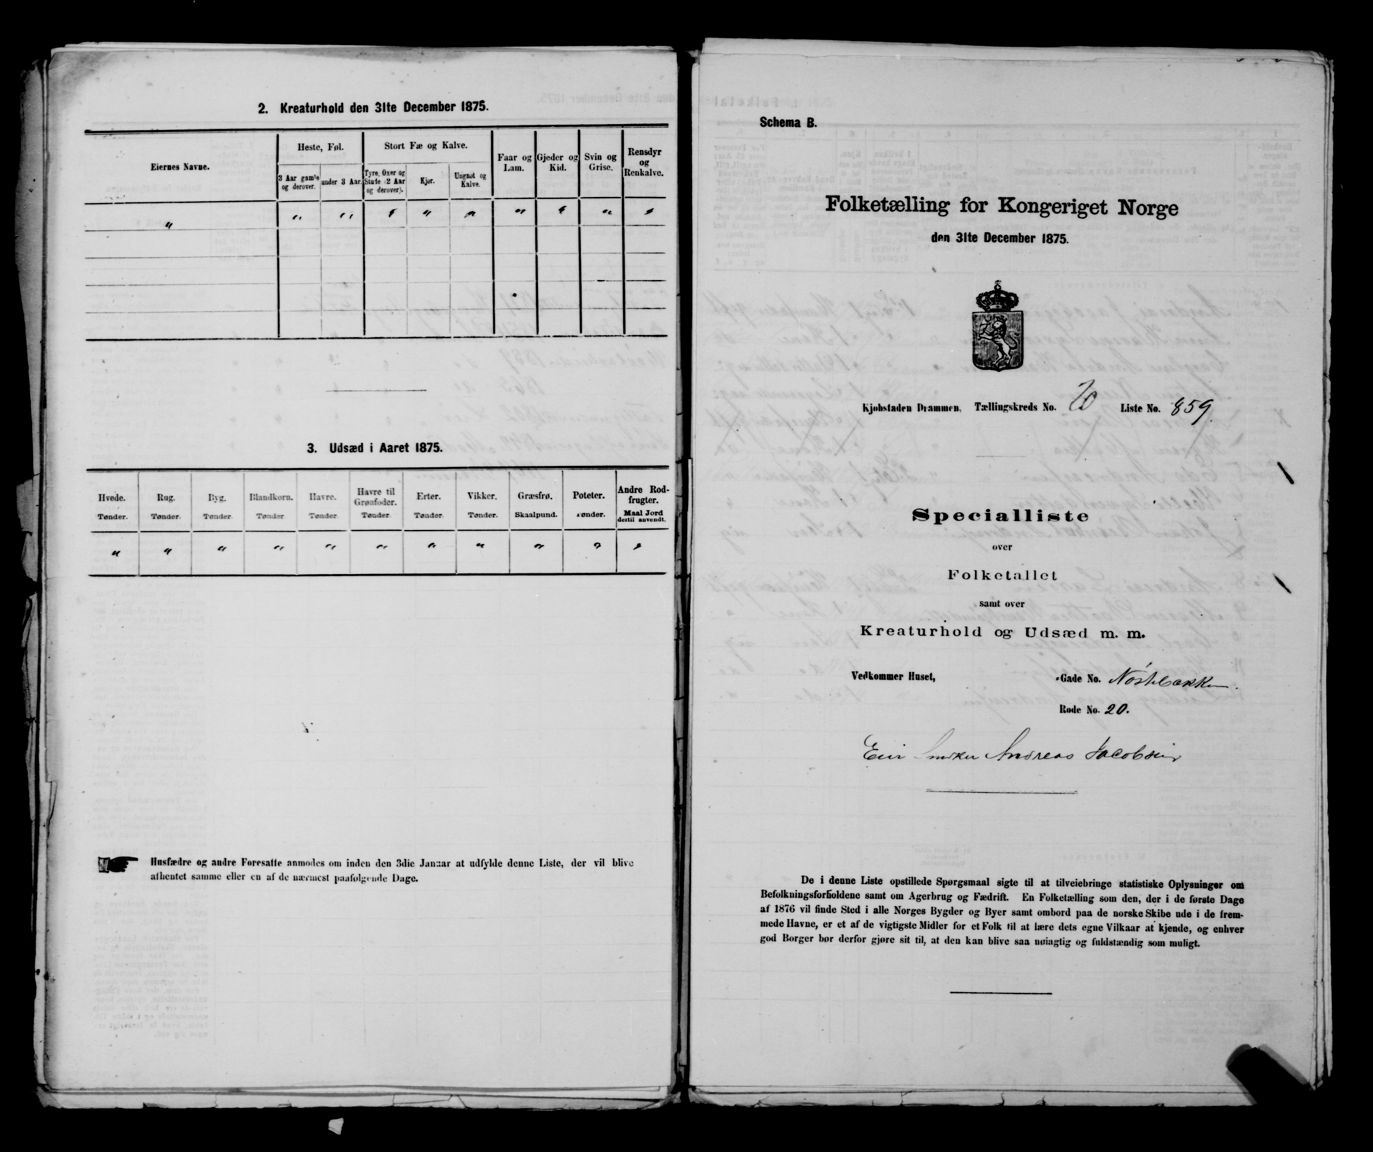 2. Kreaturhold den 31te December 1875.
Eiernes Navne.
Heste, Føl.
Stort Fæ og Kalve.
Faar og Lam.
Gjeder og Kid.
Svin og Grise.
Rensdyr og Renkalve.
3 Aar gamle og derover.
under 3 Aar.
Tyre, Oxer og Stude (2 Aar og derover).
Kjør.
Ungnøt og Kalve.
" " " " " " " " " "
3. Udsæd i Aaret 1875.
Hvede. Rug. Byg. Blandkorn. Havre. Havre til Grønfoder. Erter. Vikker. Græsfrø. Poteter. Andre Rodfrugter.
Tønder. Tønder. Tønder. Tønder. Tønder. Tønder. Tønder. Tønder. Skaalpund. Tønder. Maal Jord dertil anvendt.
" " " " " " " " " " "
Husfædre og andre Foresatte anmodes om inden den 3die Januar at udfylde denne Liste, der vil blive
afhentet samme eller en af de nærmest paafølgende Dage.
Schema B.
Folketælling for Kongeriget Norge
den 31te December 1875.
Kjøbstaden Drammen. Tællingskreds No. 20 Liste No. 859.
Specialliste
over
Folketallet
samt over
Kreaturhold og Udsæd m. m.
Vedkommer Huset, Gade No. Nøstebakken.
Rode No. 20.
Eier Snedker Andreas Jacobsen
De i denne Liste opstillede Spørgsmaal sigte til at tilveiebringe statistiske Oplysninger om
Befolkningsforholdene samt om Agerbrug og Fædrift. En Folketælling som den, der i de første Dage
af 1876 vil finde Sted i alle Norges Bygder og Byer samt ombord paa de norske Skibe ude i de frem-
mede Havne, er et af de vigtigste Midler for et Folk til at lære dets egne Vilkaar at kjende, og enhver
god Borger bør derfor gjøre sit til, at den kan blive saa nøiagtig og fuldstændig som muligt.